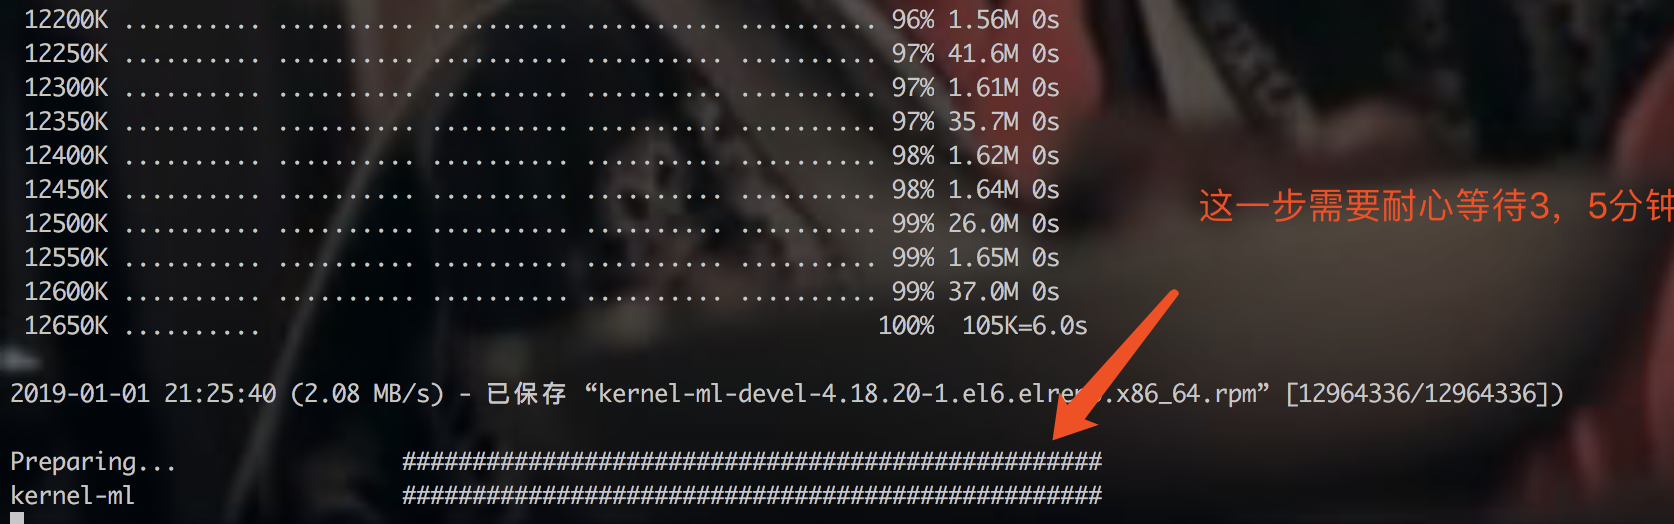 12200K .......... .......... .......... .......... .......... 96% 1.56M 0s
12250K .......... .......... .......... .......... .......... 97% 41.6M 0s
12300K .......... .......... .......... .......... .......... 97% 1.61M 0s
12350K .......... .......... .......... .......... .......... 97% 35.7M 0s
12400K .......... .......... .......... .......... .......... 98% 1.62M 0s
12450K .......... .......... .......... .......... .......... 98% 1.64M 0s
这一步需要耐心等待3，5分钟
12500K .......... .......... .......... .......... .......... 99% 26.0M 0s
12550K .......... .......... .......... .......... .......... 99% 1.65M 0s
12600K .......... .......... .......... .......... .......... 99% 37.0M 0s
12650K .......... 100% 105K=6.0s
2019-01-01 21:25:40 (2.08 MB/s) - 已保存 “kernel-ml-devel-4.18.20-1.el6.elrepo.x86_64.rpm” [12964336/12964336])
Preparing... ##################################################
kernel-ml ##################################################